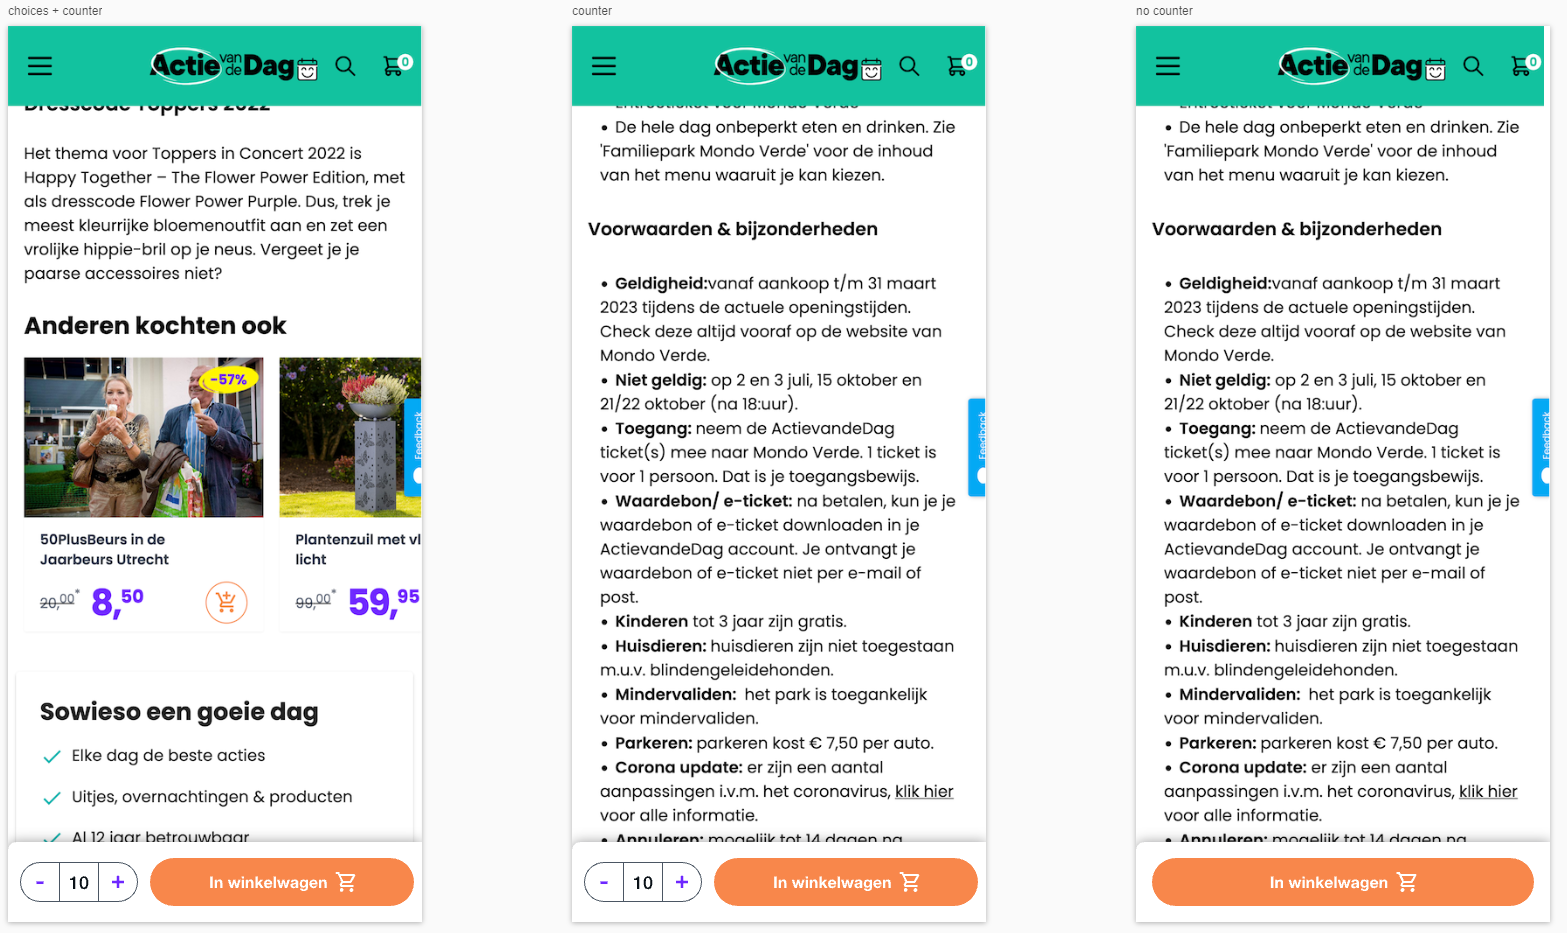 choices + counter
Actie van de Dag
0
Dresscode Toppers 2022
Het thema voor Toppers in Concert 2022 is
Happy Together – The Flower Power Edition, met
als dresscode Flower Power Purple. Dus, trek je
meest kleurrijke bloemenoutfit aan en zet een
vrolijke hippie-bril op je neus. Vergeet je je
paarse accessoires niet?
Anderen kochten ook
-57%
Feedback
50PlusBeurs in de
Jaarbeurs Utrecht
20,00* 8,50
Plantenzuil met vl
licht
99,00* 59,95
Sowieso een goeie dag
Elke dag de beste acties
Uitjes, overnachtingen & producten
Al 12 jaar betrouwbaar
- 10 + In winkelwagen
counter
Actie van de Dag
0
Entreeticket voor Mondo Verde
• De hele dag onbeperkt eten en drinken. Zie
'Familiepark Mondo Verde' voor de inhoud
van het menu waaruit je kan kiezen.
Voorwaarden & bijzonderheden
• Geldigheid:vanaf aankoop t/m 31 maart
2023 tijdens de actuele openingstijden.
Check deze altijd vooraf op de website van
Mondo Verde.
• Niet geldig: op 2 en 3 juli, 15 oktober en
21/22 oktober (na 18:uur).
• Toegang: neem de ActievandeDag
ticket(s) mee naar Mondo Verde. 1 ticket is
voor 1 persoon. Dat is je toegangsbewijs.
• Waardebon/ e-ticket: na betalen, kun je je
waardebon of e-ticket downloaden in je
ActievandeDag account. Je ontvangt je
waardebon of e-ticket niet per e-mail of
post.
• Kinderen tot 3 jaar zijn gratis.
• Huisdieren: huisdieren zijn niet toegestaan
m.u.v. blindengeleidehonden.
• Mindervaliden:  het park is toegankelijk
voor mindervaliden.
• Parkeren: parkeren kost € 7,50 per auto.
• Corona update: er zijn een aantal
aanpassingen i.v.m. het coronavirus, klik hier
voor alle informatie.
• Annuleren: mogelijk tot 14 dagen na
Feedback
- 10 + In winkelwagen
no counter
Actie van de Dag
0
Entreeticket voor Mondo Verde
• De hele dag onbeperkt eten en drinken. Zie
'Familiepark Mondo Verde' voor de inhoud
van het menu waaruit je kan kiezen.
Voorwaarden & bijzonderheden
• Geldigheid:vanaf aankoop t/m 31 maart
2023 tijdens de actuele openingstijden.
Check deze altijd vooraf op de website van
Mondo Verde.
• Niet geldig: op 2 en 3 juli, 15 oktober en
21/22 oktober (na 18:uur).
• Toegang: neem de ActievandeDag
ticket(s) mee naar Mondo Verde. 1 ticket is
voor 1 persoon. Dat is je toegangsbewijs.
• Waardebon/ e-ticket: na betalen, kun je je
waardebon of e-ticket downloaden in je
ActievandeDag account. Je ontvangt je
waardebon of e-ticket niet per e-mail of
post.
• Kinderen tot 3 jaar zijn gratis.
• Huisdieren: huisdieren zijn niet toegestaan
m.u.v. blindengeleidehonden.
• Mindervaliden:  het park is toegankelijk
voor mindervaliden.
• Parkeren: parkeren kost € 7,50 per auto.
• Corona update: er zijn een aantal
aanpassingen i.v.m. het coronavirus, klik hier
voor alle informatie.
• Annuleren: mogelijk tot 14 dagen na
Feedback
In winkelwagen